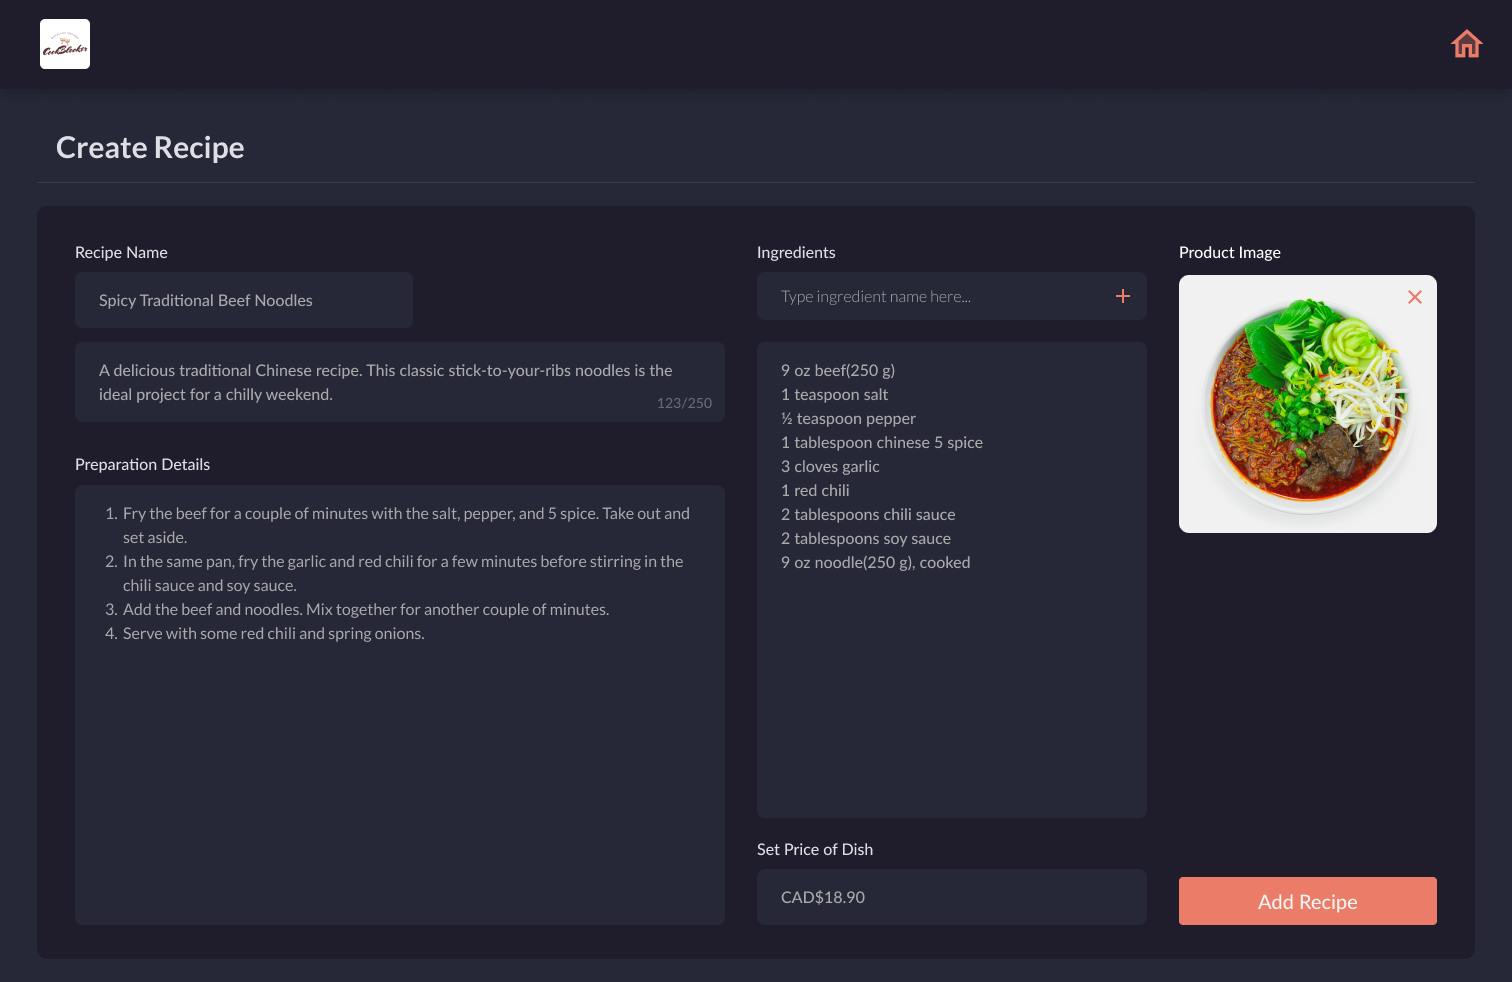 CookBooker
Create Recipe
Recipe Name
Spicy Traditional Beef Noodles
A delicious traditional Chinese recipe. This classic stick-to-your-ribs noodles is the
ideal project for a chilly weekend.
123/250
Preparation Details
1. Fry the beef for a couple of minutes with the salt, pepper, and 5 spice. Take out and
set aside.
2. In the same pan, fry the garlic and red chili for a few minutes before stirring in the
chili sauce and soy sauce.
3. Add the beef and noodles. Mix together for another couple of minutes.
4. Serve with some red chili and spring onions.
Ingredients
Type ingredient name here...
9 oz beef(250 g)
1 teaspoon salt
½ teaspoon pepper
1 tablespoon chinese 5 spice
3 cloves garlic
1 red chili
2 tablespoons chili sauce
2 tablespoons soy sauce
9 oz noodle(250 g), cooked
Set Price of Dish
CAD$18.90
Product Image
Add Recipe